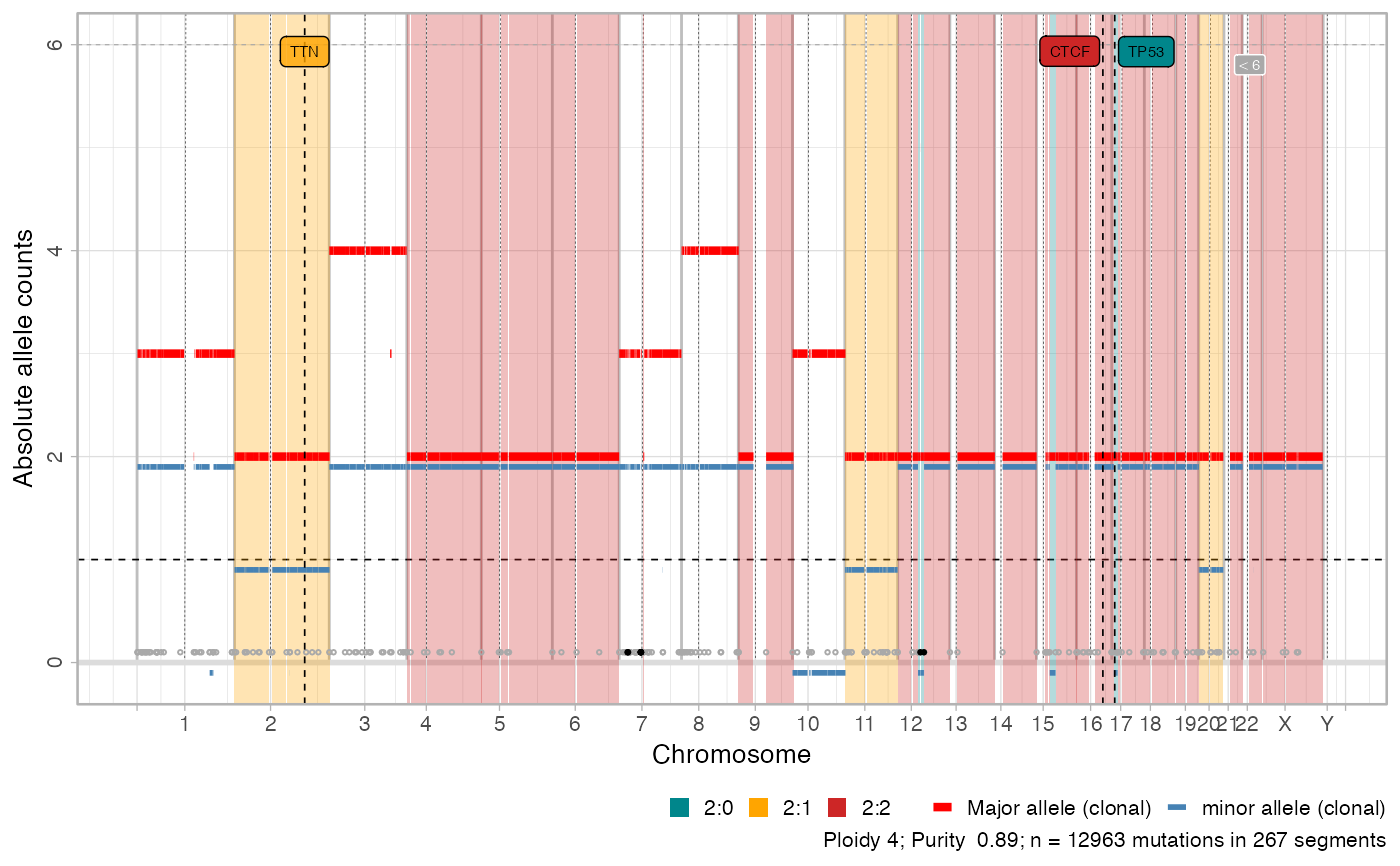 TTN CTCF TP53
< 6
6
4
2
0
Absolute allele counts
1 2 3 4 5 6 7 8 9 10 11 12 13 14 15 16 17 18 19 20 21 22 X Y
Chromosome
2:0 2:1 2:2 Major allele (clonal) minor allele (clonal)
Ploidy 4; Purity 0.89; n = 12963 mutations in 267 segments